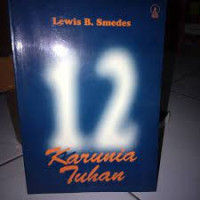 Lewis B. Smedes
12
Karunia
Tuhan